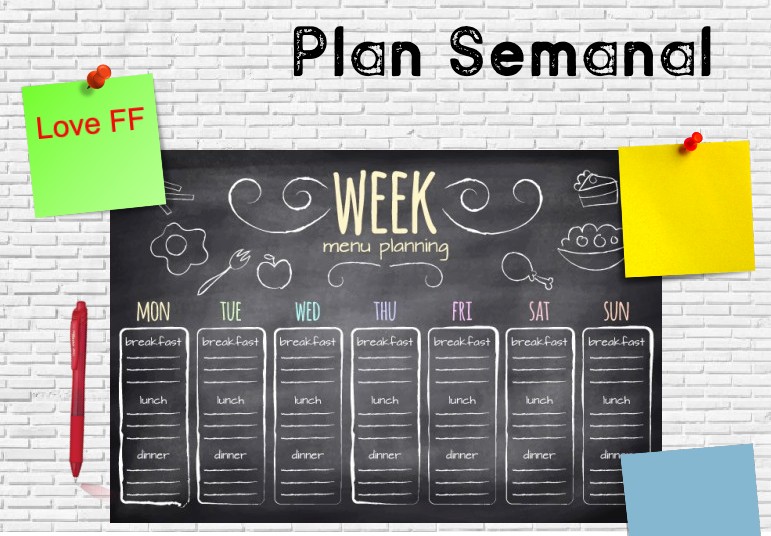 Plan Semanal
Love FF
WEEK
menu planning
MON TUE WED THU FRI SAT SUN
breakfast breakfast breakfast breakfast breakfast breakfast breakfast
lunch lunch lunch lunch lunch lunch lunch
dinner dinner dinner dinner dinner dinner dinner